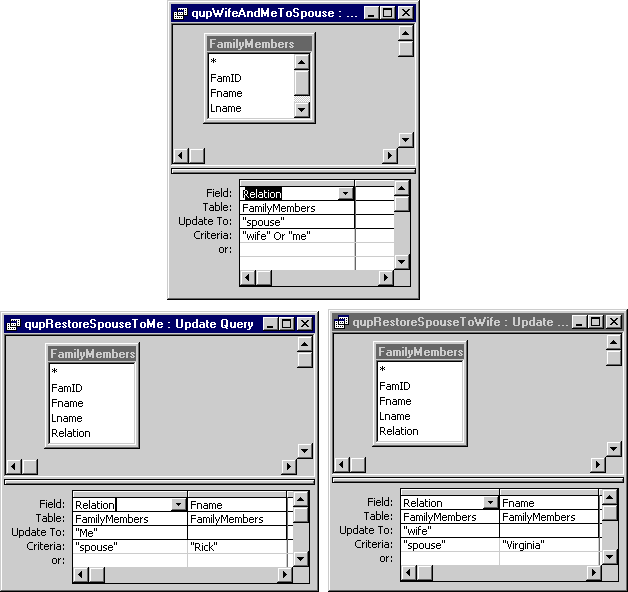 qupWifeAndMeToSpouse : ...
FamilyMembers
*
FamID
Fname
Lname
Field: Relation
Table: FamilyMembers
Update To: "spouse"
Criteria: "wife" Or "me"
or:
qupRestoreSpouseToMe : Update Query
FamilyMembers
*
FamID
Fname
Lname
Relation
Field: Relation Fname
Table: FamilyMembers FamilyMembers
Update To: "Me"
Criteria: "spouse" "Rick"
or:
qupRestoreSpouseToWife : Update ...
FamilyMembers
*
FamID
Fname
Lname
Relation
Field: Relation Fname
Table: FamilyMembers FamilyMembers
Update To: "wife"
Criteria: "spouse" "Virginia"
or: